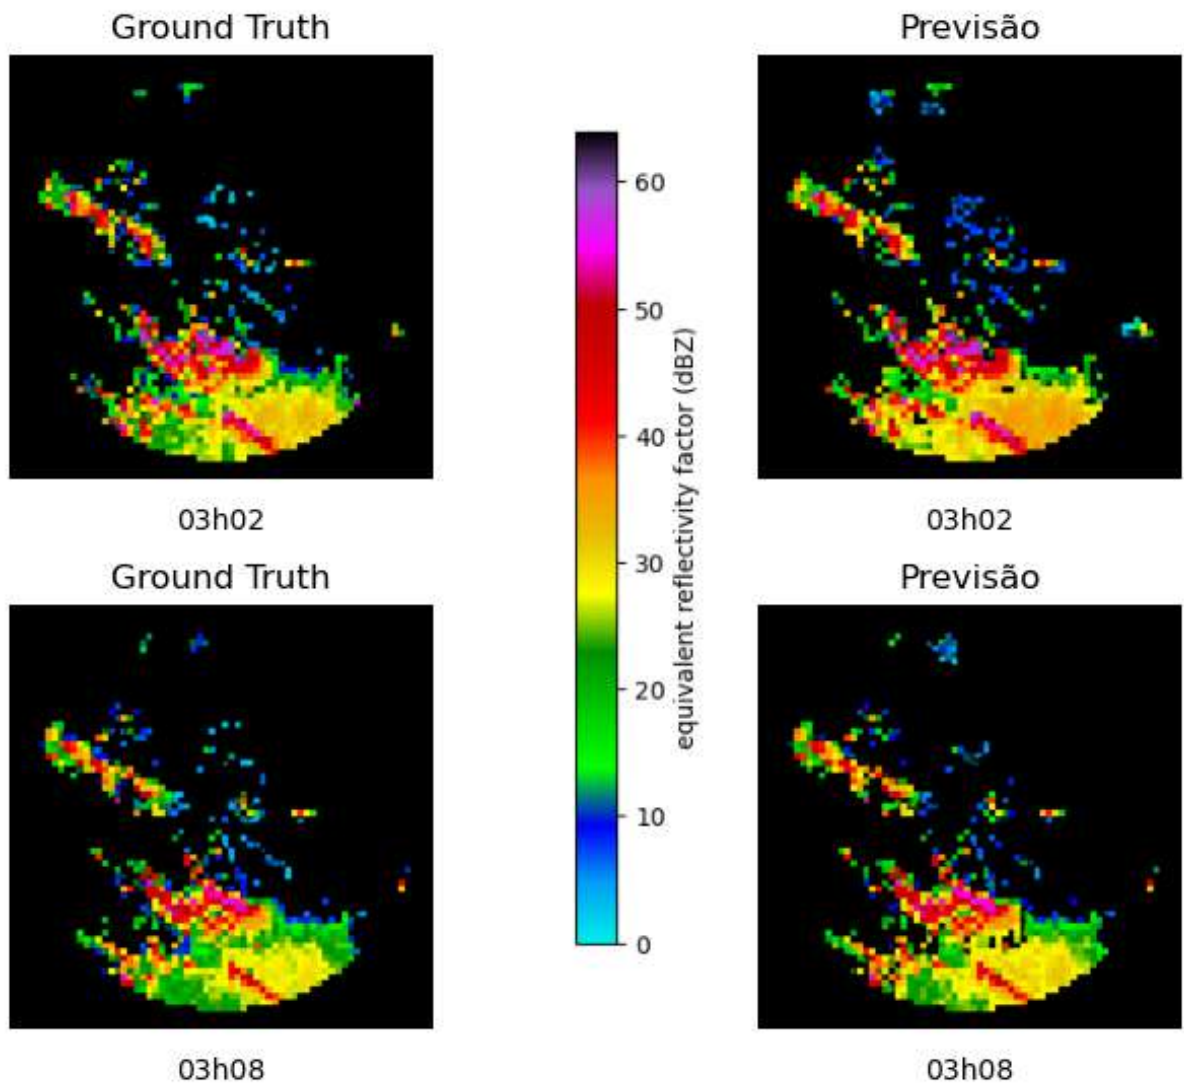 Ground Truth
Previsão
03h02
03h02
60
50
40
30
20
10
0
equivalent reflectivity factor (dBZ)
Ground Truth
Previsão
03h08
03h08